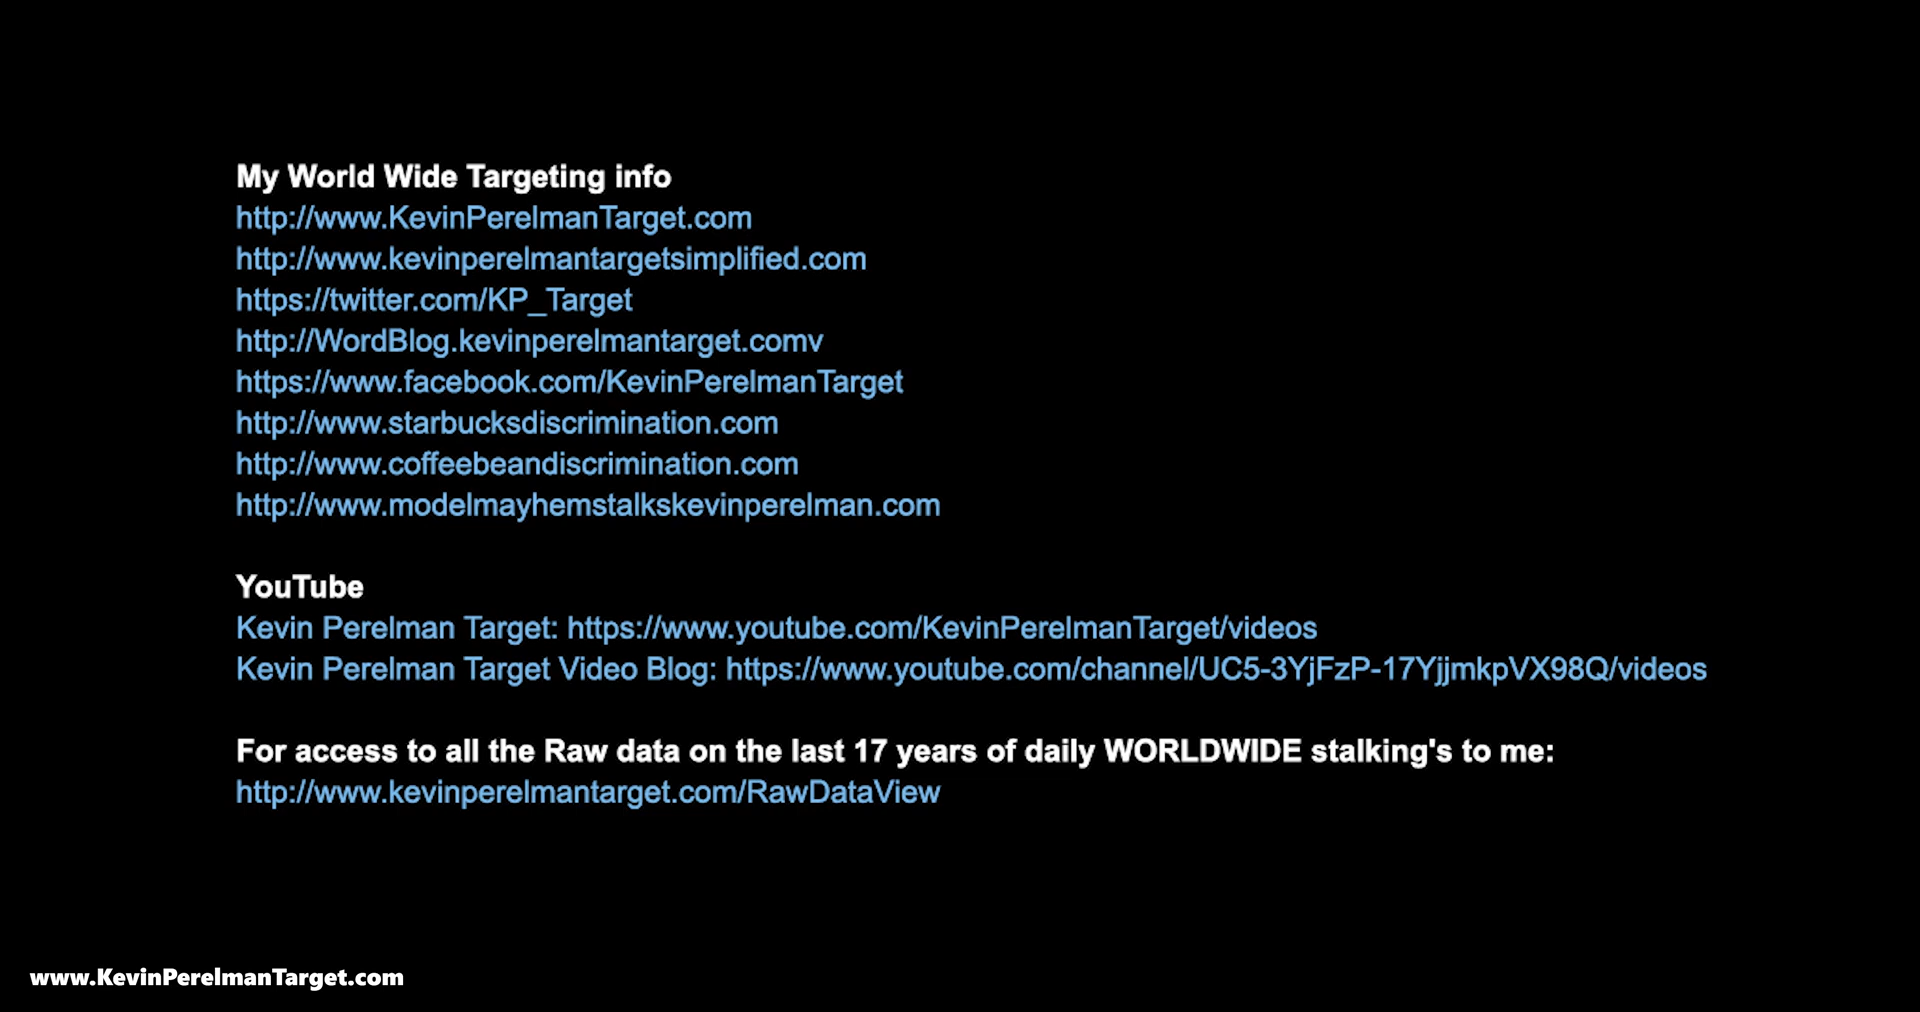 My World Wide Targeting info
http://www.KevinPerelmanTarget.com
http://www.kevinperelmantargetsimplified.com
https://twitter.com/KP_Target
http://WordBlog.kevinperelmantarget.comv
https://www.facebook.com/KevinPerelmanTarget
http://www.starbucksdiscrimination.com
http://www.coffeebeandiscrimination.com
http://www.modelmayhemstalkskevinperelman.com
YouTube
Kevin Perelman Target: https://www.youtube.com/KevinPerelmanTarget/videos
Kevin Perelman Target Video Blog: https://www.youtube.com/channel/UC5-3YjFzP-17YjjmkpVX98Q/videos
For access to all the Raw data on the last 17 years of daily WORLDWIDE stalking's to me:
http://www.kevinperelmantarget.com/RawDataView
www.KevinPerelmanTarget.com